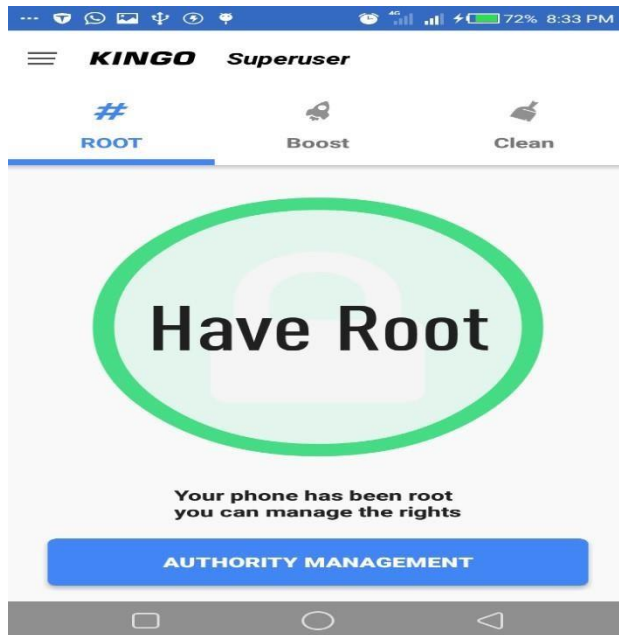 4G 72% 8:33 PM
KINGO Superuser
#
ROOT Boost Clean
Have Root
Your phone has been root
you can manage the rights
AUTHORITY MANAGEMENT